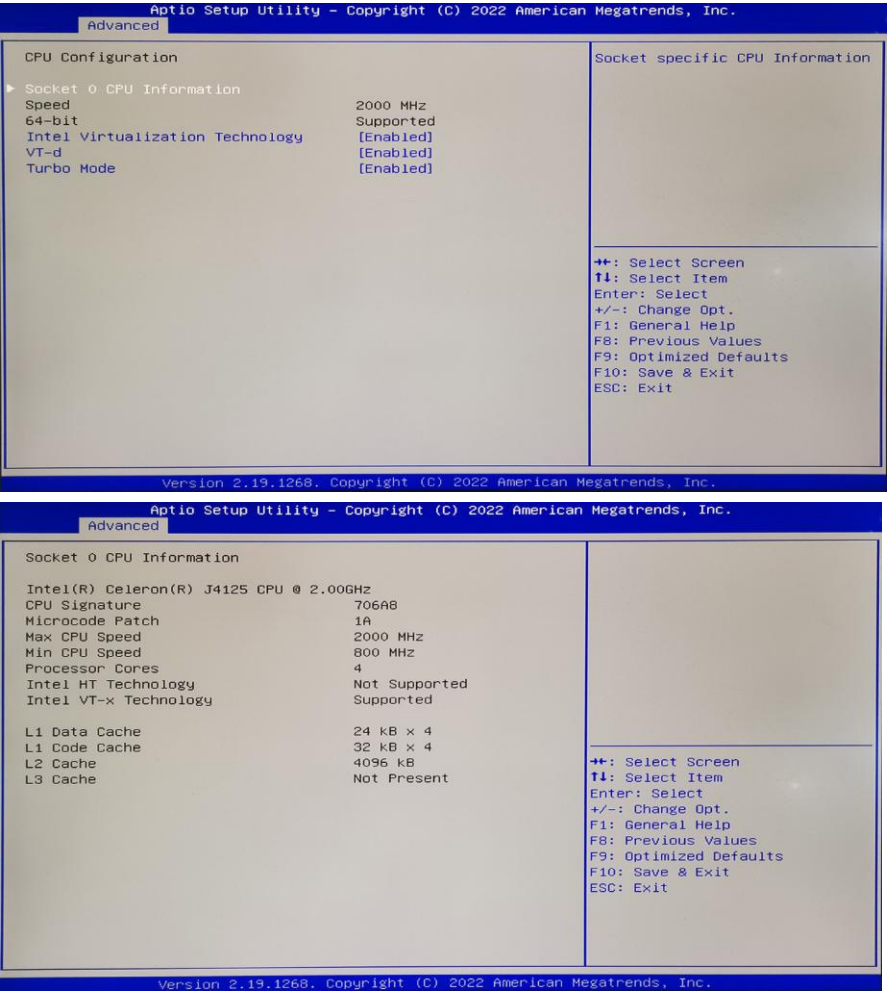 Aptio Setup Utility – Copyright (C) 2022 American Megatrends, Inc.
Advanced
CPU Configuration
Socket 0 CPU Information
Speed 2000 MHz
64-bit Supported
Intel Virtualization Technology [Enabled]
VT-d [Enabled]
Turbo Mode [Enabled]
Socket specific CPU Information
→←: Select Screen
↑↓: Select Item
Enter: Select
+/-: Change Opt.
F1: General Help
F8: Previous Values
F9: Optimized Defaults
F10: Save & Exit
ESC: Exit
Version 2.19.1268. Copyright (C) 2022 American Megatrends, Inc.
Aptio Setup Utility – Copyright (C) 2022 American Megatrends, Inc.
Advanced
Socket 0 CPU Information
Intel(R) Celeron(R) J4125 CPU @ 2.00GHz
CPU Signature 706A8
Microcode Patch 1A
Max CPU Speed 2000 MHz
Min CPU Speed 800 MHz
Processor Cores 4
Intel HT Technology Not Supported
Intel VT-x Technology Supported
L1 Data Cache 24 kB x 4
L1 Code Cache 32 kB x 4
L2 Cache 4096 kB
L3 Cache Not Present
→←: Select Screen
↑↓: Select Item
Enter: Select
+/-: Change Opt.
F1: General Help
F8: Previous Values
F9: Optimized Defaults
F10: Save & Exit
ESC: Exit
Version 2.19.1268. Copyright (C) 2022 American Megatrends, Inc.